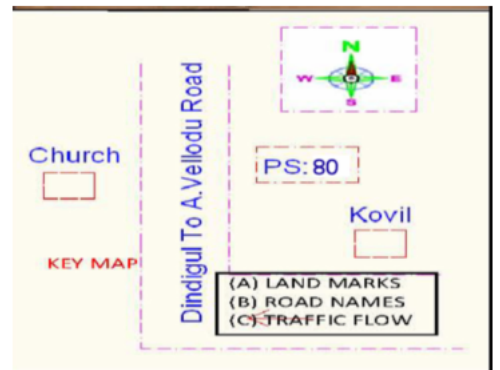 N
W E
S
Dindigul To A.Vellodu Road
Church
PS: 80
Kovil
KEY MAP
(A) LAND MARKS
(B) ROAD NAMES
(C) TRAFFIC FLOW